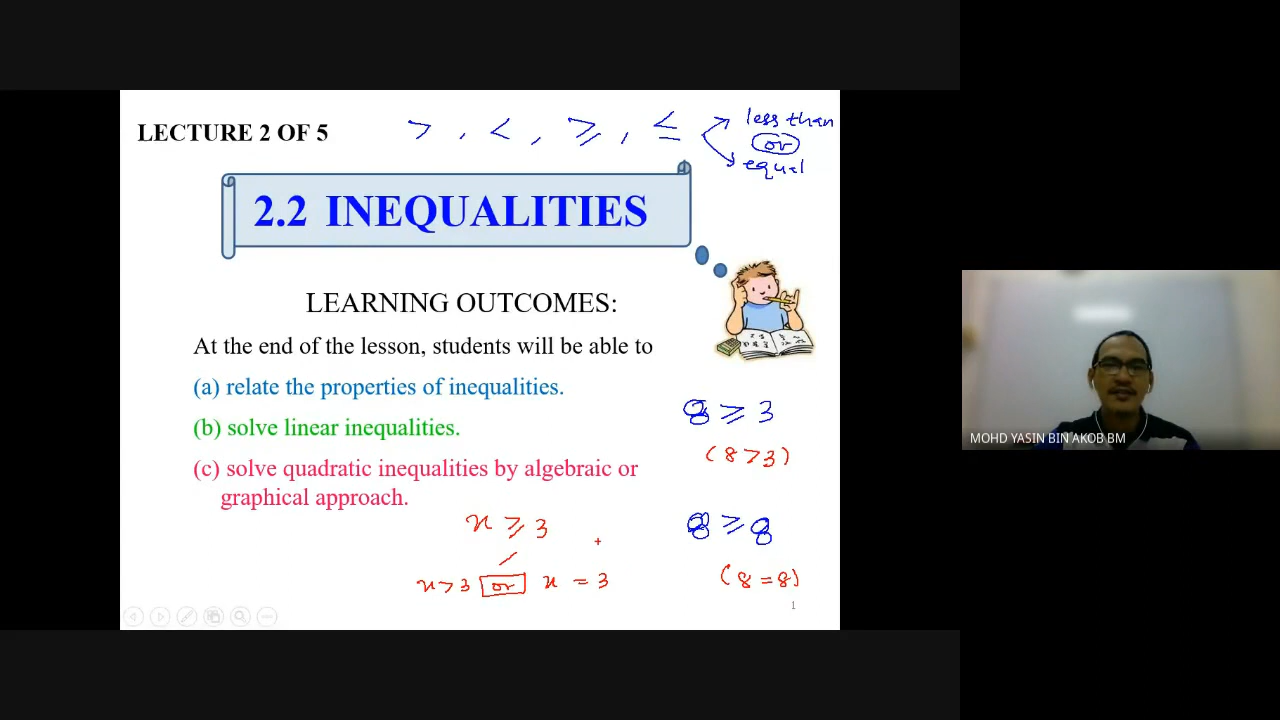 LECTURE 2 OF 5
> , < , ⩾ , ≤
less than
or
equal
2.2 INEQUALITIES
LEARNING OUTCOMES:
At the end of the lesson, students will be able to
(a) relate the properties of inequalities.
(b) solve linear inequalities.
(c) solve quadratic inequalities by algebraic or
graphical approach.
8 ⩾ 3
(8 > 3)
8 ⩾ 8
(8 = 8)
x ⩾ 3
x > 3 or x = 3
1
MOHD YASIN BIN AKOB BM